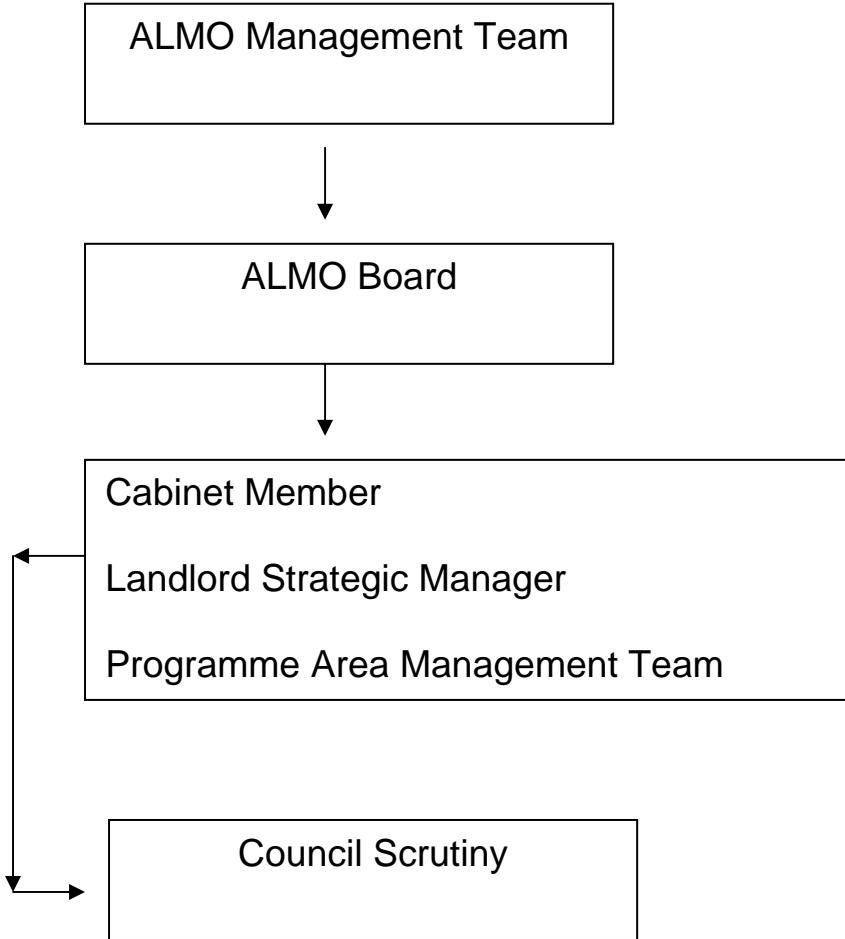 ALMO Management Team
ALMO Board
Cabinet Member
Landlord Strategic Manager
Programme Area Management Team
Council Scrutiny